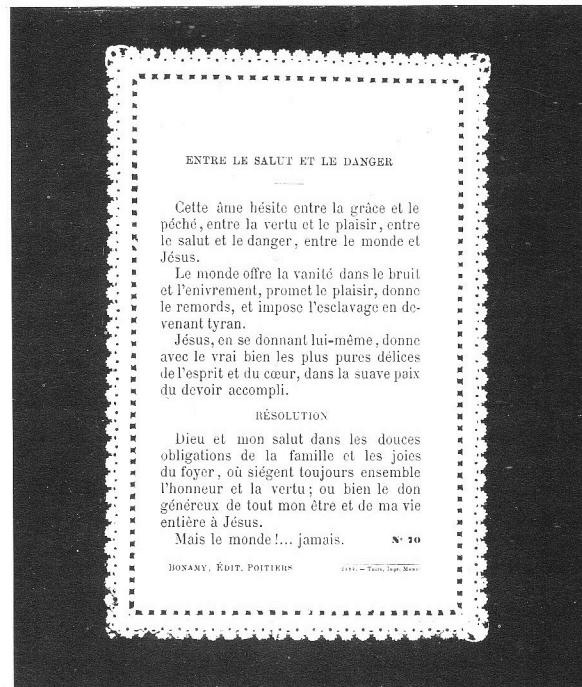 ENTRE LE SALUT ET LE DANGER
Cette âme hésite entre la grâce et le
péché, entre la vertu et le plaisir, entre
le salut et le danger, entre le monde et
Jésus.
Le monde offre la vanité dans le bruit
et l'enivrement, promet le plaisir, donne
le remords, et impose l'esclavage en de-
venant tyran.
Jésus, en se donnant lui-même, donne
avec le vrai bien les plus pures délices
de l'esprit et du cœur, dans la suave paix
du devoir accompli.
RÉSOLUTION
Dieu et mon salut dans les douces
obligations de la famille et les joies
du foyer, où siégent toujours ensemble
l'honneur et la vertu; ou bien le don
généreux de tout mon être et de ma vie
entière à Jésus.
Mais le monde!... jamais. N° 70
BONAMY, ÉDIT. POITIERS — Tours, Impr. Mame